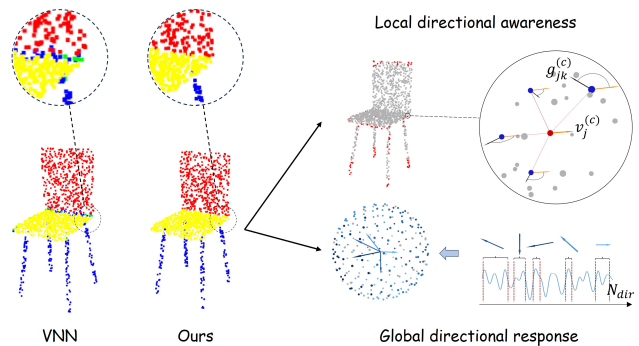 Local directional awareness
g_{jk}^{(c)}
v_j^{(c)}
N_{dir}
VNN
Ours
Global directional response